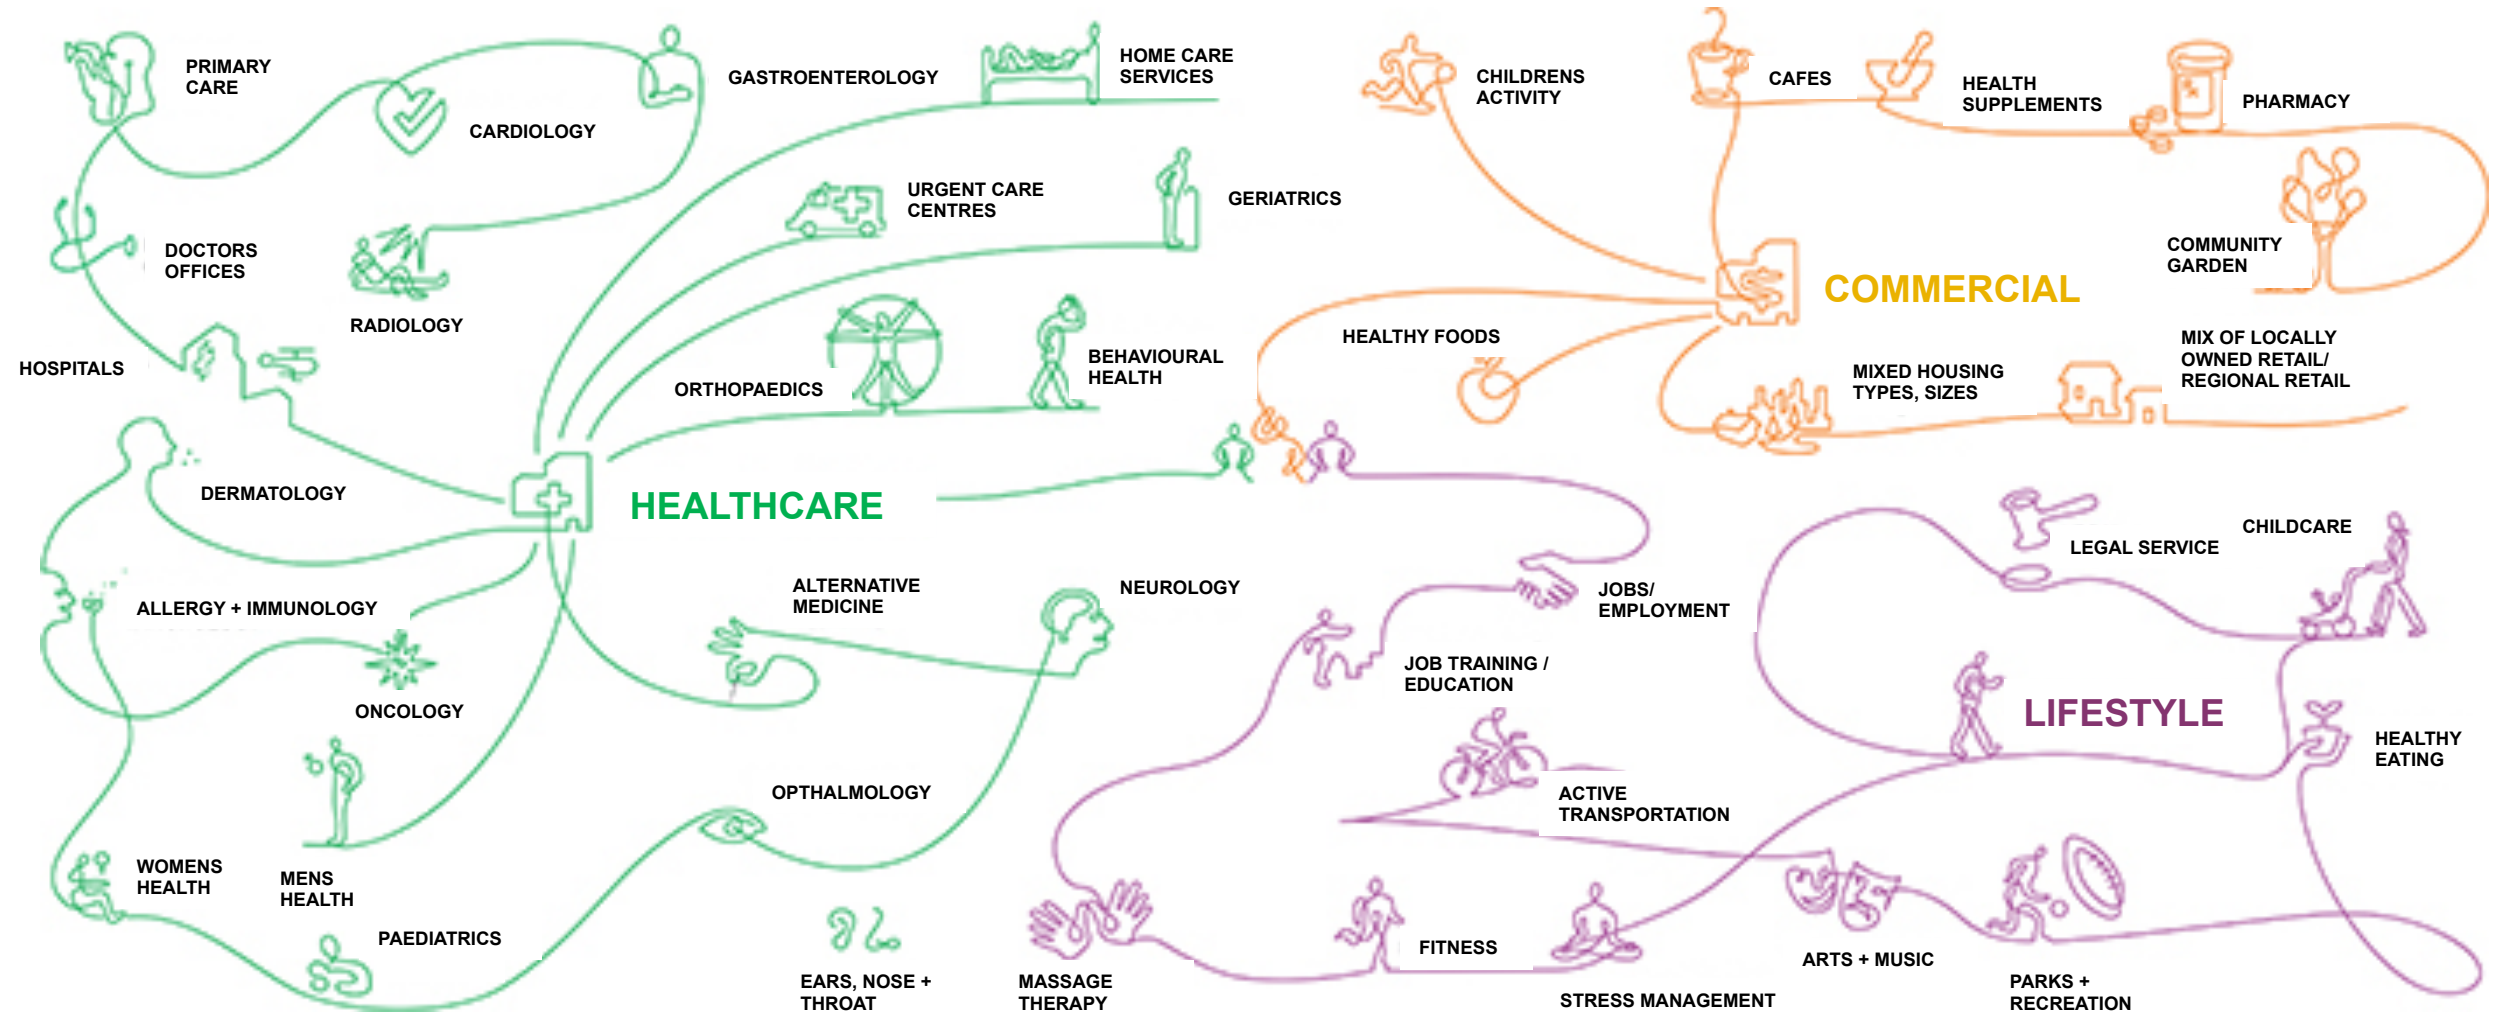 PRIMARY
CARE
CARDIOLOGY
GASTROENTEROLOGY
HOME CARE
SERVICES
DOCTORS
OFFICES
RADIOLOGY
URGENT CARE
CENTRES
GERIATRICS
HOSPITALS
ORTHOPAEDICS
BEHAVIOURAL
HEALTH
DERMATOLOGY
HEALTHCARE
ALLERGY + IMMUNOLOGY
ALTERNATIVE
MEDICINE
NEUROLOGY
ONCOLOGY
OPTHALMOLOGY
WOMENS
HEALTH
MENS
HEALTH
PAEDIATRICS
EARS, NOSE +
THROAT
CHILDRENS
ACTIVITY
CAFES
HEALTH
SUPPLEMENTS
PHARMACY
COMMUNITY
GARDEN
COMMERCIAL
HEALTHY FOODS
MIXED HOUSING
TYPES, SIZES
MIX OF LOCALLY
OWNED RETAIL/
REGIONAL RETAIL
LEGAL SERVICE
CHILDCARE
JOBS/
EMPLOYMENT
JOB TRAINING /
EDUCATION
LIFESTYLE
HEALTHY
EATING
ACTIVE
TRANSPORTATION
MASSAGE
THERAPY
FITNESS
STRESS MANAGEMENT
ARTS + MUSIC
PARKS +
RECREATION